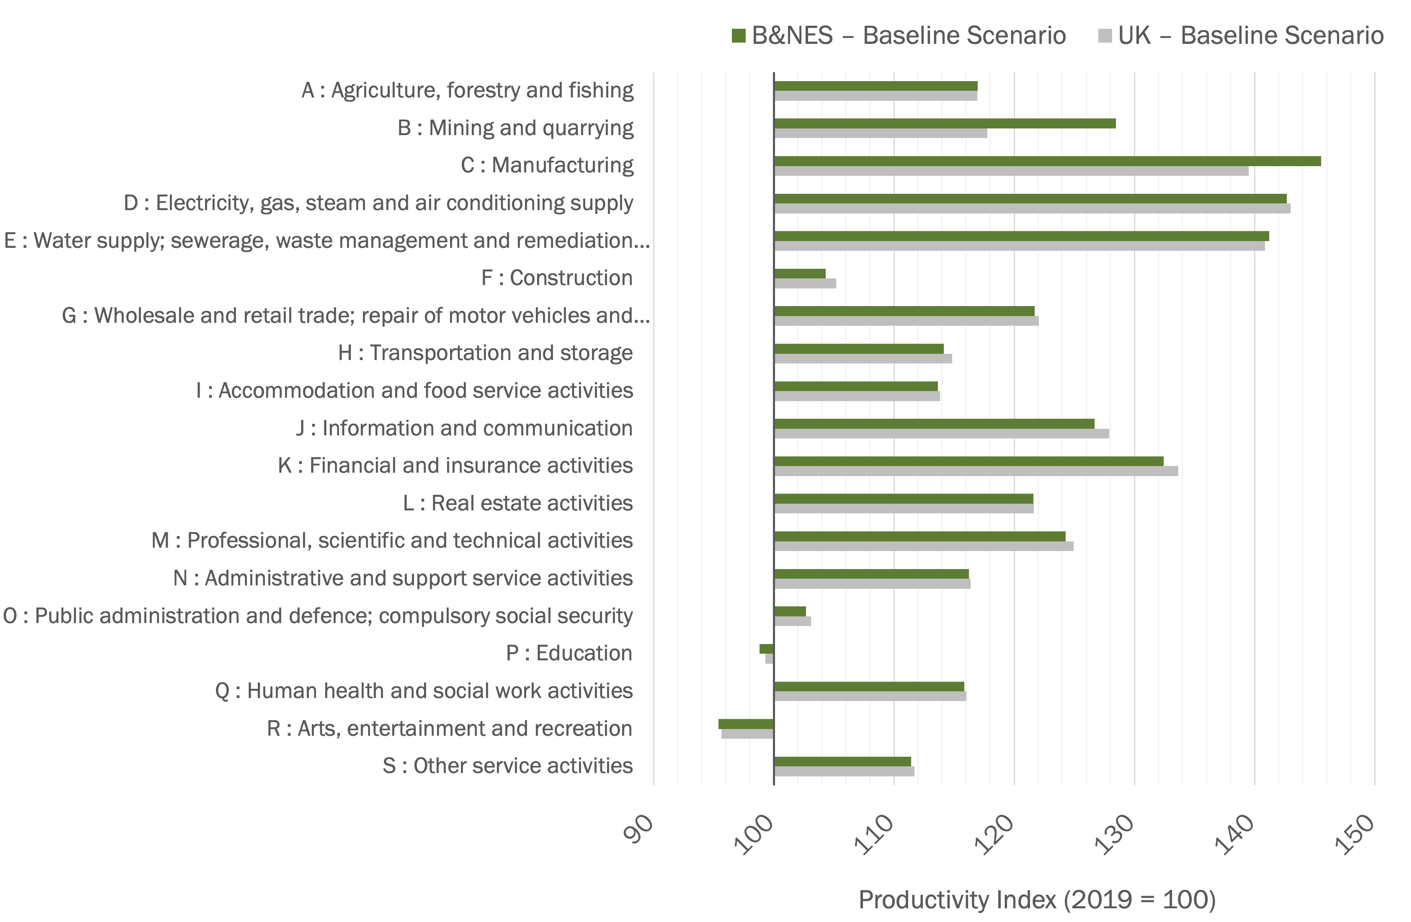 B&NES – Baseline Scenario UK – Baseline Scenario
A : Agriculture, forestry and fishing
B : Mining and quarrying
C : Manufacturing
D : Electricity, gas, steam and air conditioning supply
E : Water supply; sewerage, waste management and remediation...
F : Construction
G : Wholesale and retail trade; repair of motor vehicles and...
H : Transportation and storage
I : Accommodation and food service activities
J : Information and communication
K : Financial and insurance activities
L : Real estate activities
M : Professional, scientific and technical activities
N : Administrative and support service activities
O : Public administration and defence; compulsory social security
P : Education
Q : Human health and social work activities
R : Arts, entertainment and recreation
S : Other service activities
90 100 110 120 130 140 150
Productivity Index (2019 = 100)